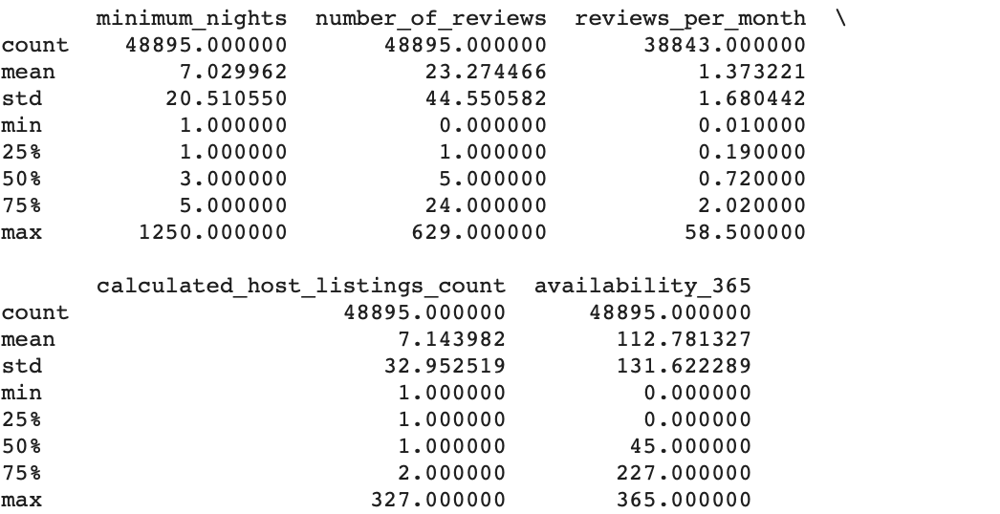 minimum_nights number_of_reviews reviews_per_month \
count 48895.000000 48895.000000 38843.000000
mean 7.029962 23.274466 1.373221
std 20.510550 44.550582 1.680442
min 1.000000 0.000000 0.010000
25% 1.000000 1.000000 0.190000
50% 3.000000 5.000000 0.720000
75% 5.000000 24.000000 2.020000
max 1250.000000 629.000000 58.500000
calculated_host_listings_count availability_365
count 48895.000000 48895.000000
mean 7.143982 112.781327
std 32.952519 131.622289
min 1.000000 0.000000
25% 1.000000 0.000000
50% 1.000000 45.000000
75% 2.000000 227.000000
max 327.000000 365.000000